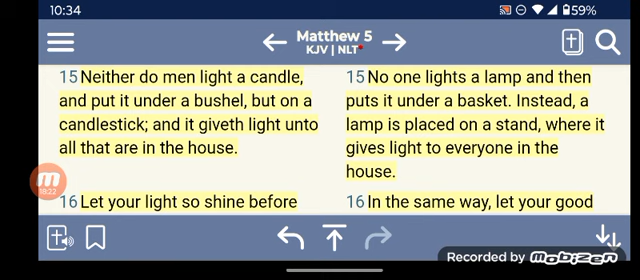 10:34
59%
Matthew 5
KJV | NLT
15 Neither do men light a candle,
and put it under a bushel, but on a
candlestick; and it giveth light unto
all that are in the house.
16 Let your light so shine before
15 No one lights a lamp and then
puts it under a basket. Instead, a
lamp is placed on a stand, where it
gives light to everyone in the
house.
16 In the same way, let your good
18:22
Recorded by Mobizen